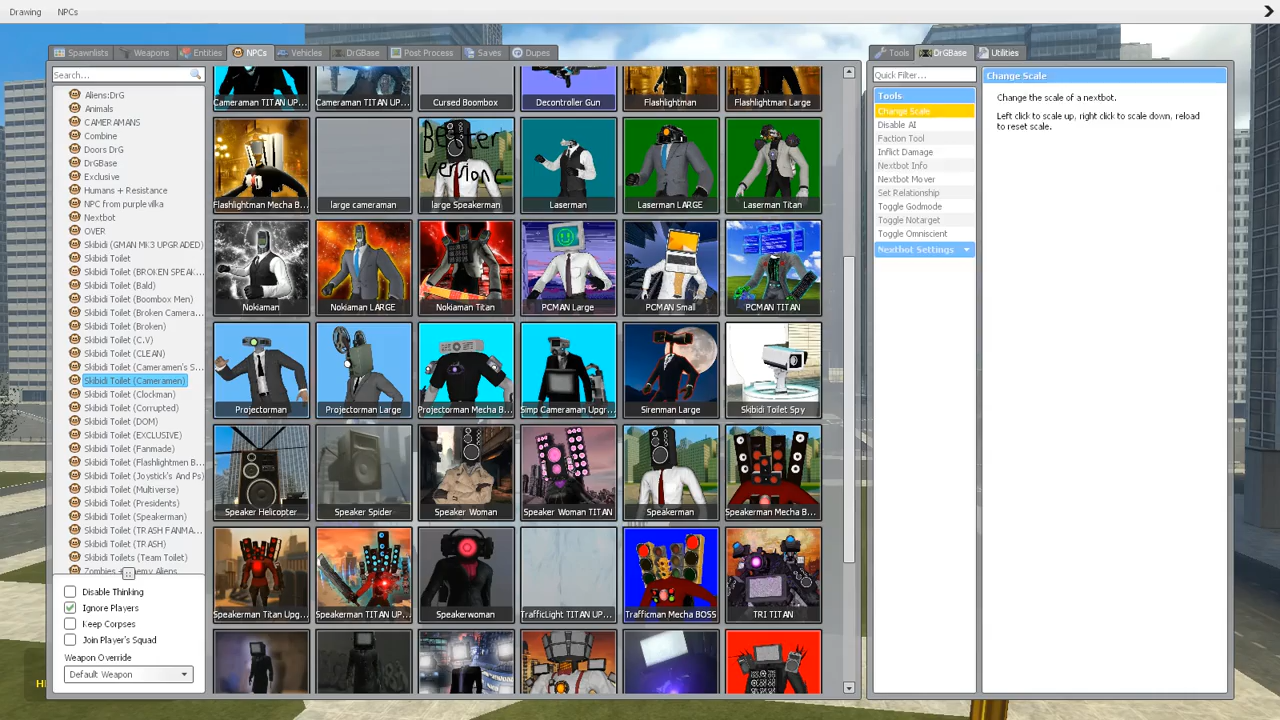 Drawing NPCs
Spawnlists Weapons Entities NPCs Vehicles DrGBase Post Process Saves Dupes
Search...
Aliens:DrG
Animals
CAMERAMANS
Combine
Doors DrG
DrGBase
Exclusive
Humans + Resistance
NPC from purplevilka
Nextbot
OVER
Skibidi (GMAN Mk3 UPGRADED)
Skibidi Toilet
Skibidi Toilet (BROKEN SPEAK...
Skibidi Toilet (Bald)
Skibidi Toilet (Boombox Men)
Skibidi Toilet (Broken Camera...
Skibidi Toilet (Broken)
Skibidi Toilet (C.V)
Skibidi Toilet (CLEAN)
Skibidi Toilet (Cameramen's S...
Skibidi Toilet (Cameramen)
Skibidi Toilet (Clockman)
Skibidi Toilet (Corrupted)
Skibidi Toilet (DOM)
Skibidi Toilet (EXCLUSIVE)
Skibidi Toilet (Fanmade)
Skibidi Toilet (Flashlightmen B...
Skibidi Toilet (Joystick's And Ps)
Skibidi Toilet (Multiverse)
Skibidi Toilet (Presidents)
Skibidi Toilet (Speakerman)
Skibidi Toilet (TRASH FANMA...
Skibidi Toilet (TRASH)
Skibidi Toilets (Team Toilet)
Disable Thinking
Ignore Players
Keep Corpses
Join Player's Squad
Weapon Override
Default Weapon
Cameraman TITAN UP... Cameraman TITAN UP... Cursed Boombox Decontroller Gun Flashlightman Flashlightman Large
Better
version
Flashlightman Mecha B... large cameraman large Speakerman Laserman Laserman LARGE Laserman Titan
Nokiaman Nokiaman LARGE Nokiaman Titan PCMAN Large PCMAN Small PCMAN TITAN
Projectorman Projectorman Large Projectorman Mecha B... Simp Cameraman Upgr... Sirenman Large Skibidi Toilet Spy
Speaker Helicopter Speaker Spider Speaker Woman Speaker Woman TITAN Speakerman Speakerman Mecha B...
Speakerman Titan Upg... Speakerman TITAN UP... Speakerwoman TrafficLight TITAN UP... Trafficman Mecha BOSS TRI TITAN
Tools DrGBase Utilities
Quick Filter...
Tools
Change Scale
Disable AI
Faction Tool
Inflict Damage
Nextbot Info
Nextbot Mover
Set Relationship
Toggle Godmode
Toggle Notarget
Toggle Omniscient
Nextbot Settings
Change Scale
Change the scale of a nextbot.
Left click to scale up, right click to scale down, reload
to reset scale.